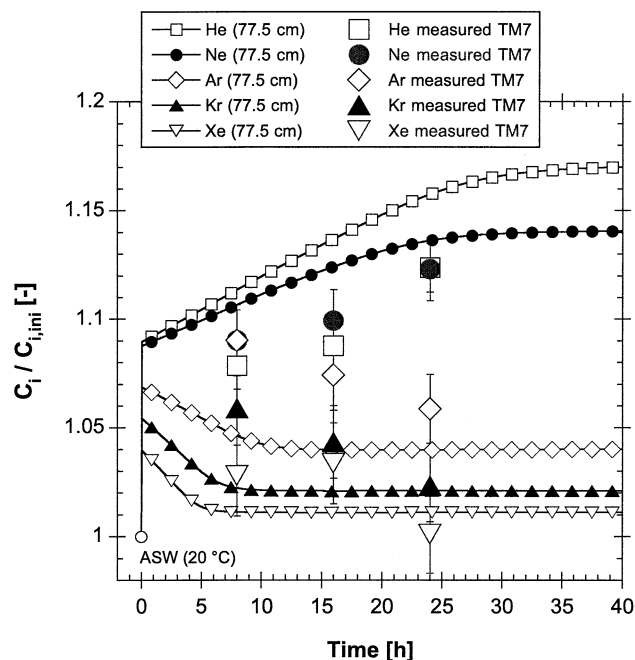 He (77.5 cm) He measured TM7
Ne (77.5 cm) Ne measured TM7
Ar (77.5 cm) Ar measured TM7
Kr (77.5 cm) Kr measured TM7
Xe (77.5 cm) Xe measured TM7
1.2
1.15
1.1
1.05
1
C_i / C_i,ini [-]
ASW (20 °C)
0 5 10 15 20 25 30 35 40
Time [h]